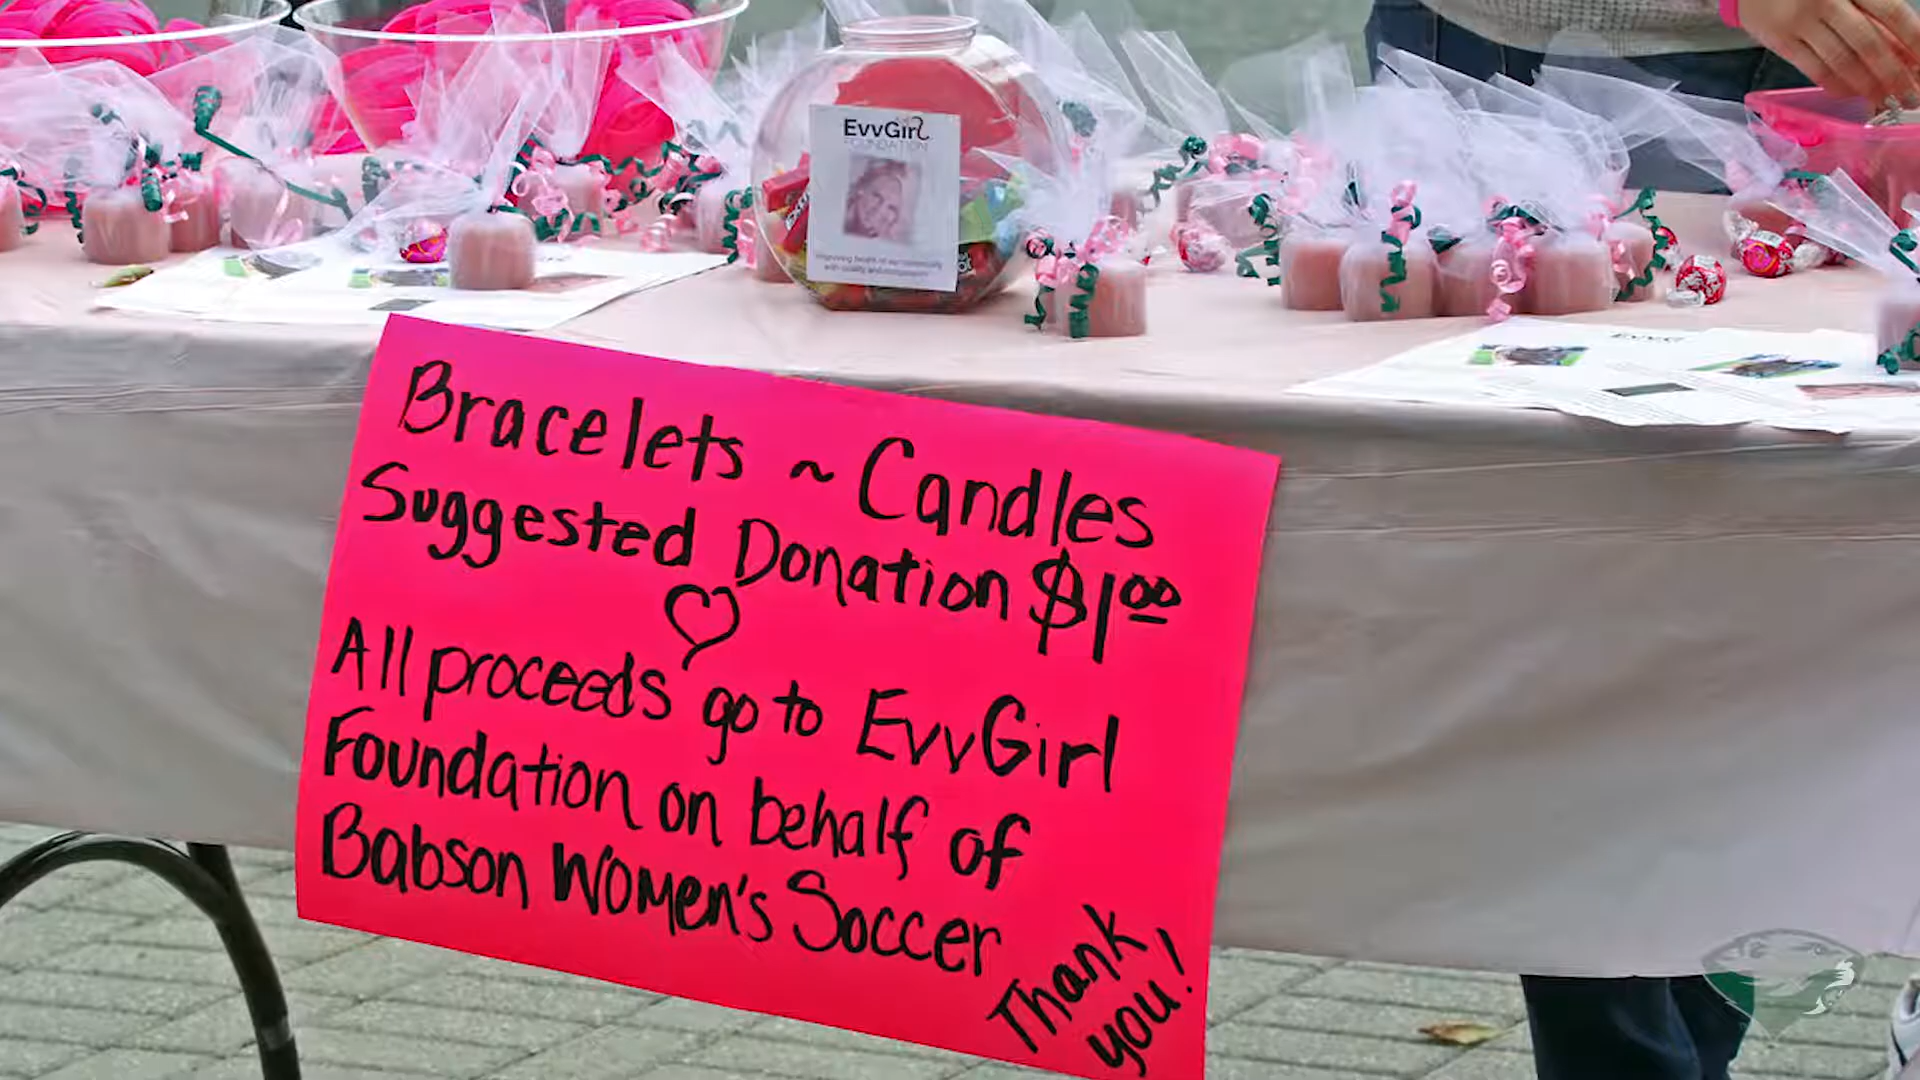 EvvGirl
FOUNDATION
Bracelets ~ Candles
Suggested Donation $1.00
All proceeds go to EvvGirl
Foundation on behalf of
Babson Women's Soccer
Thank
you!